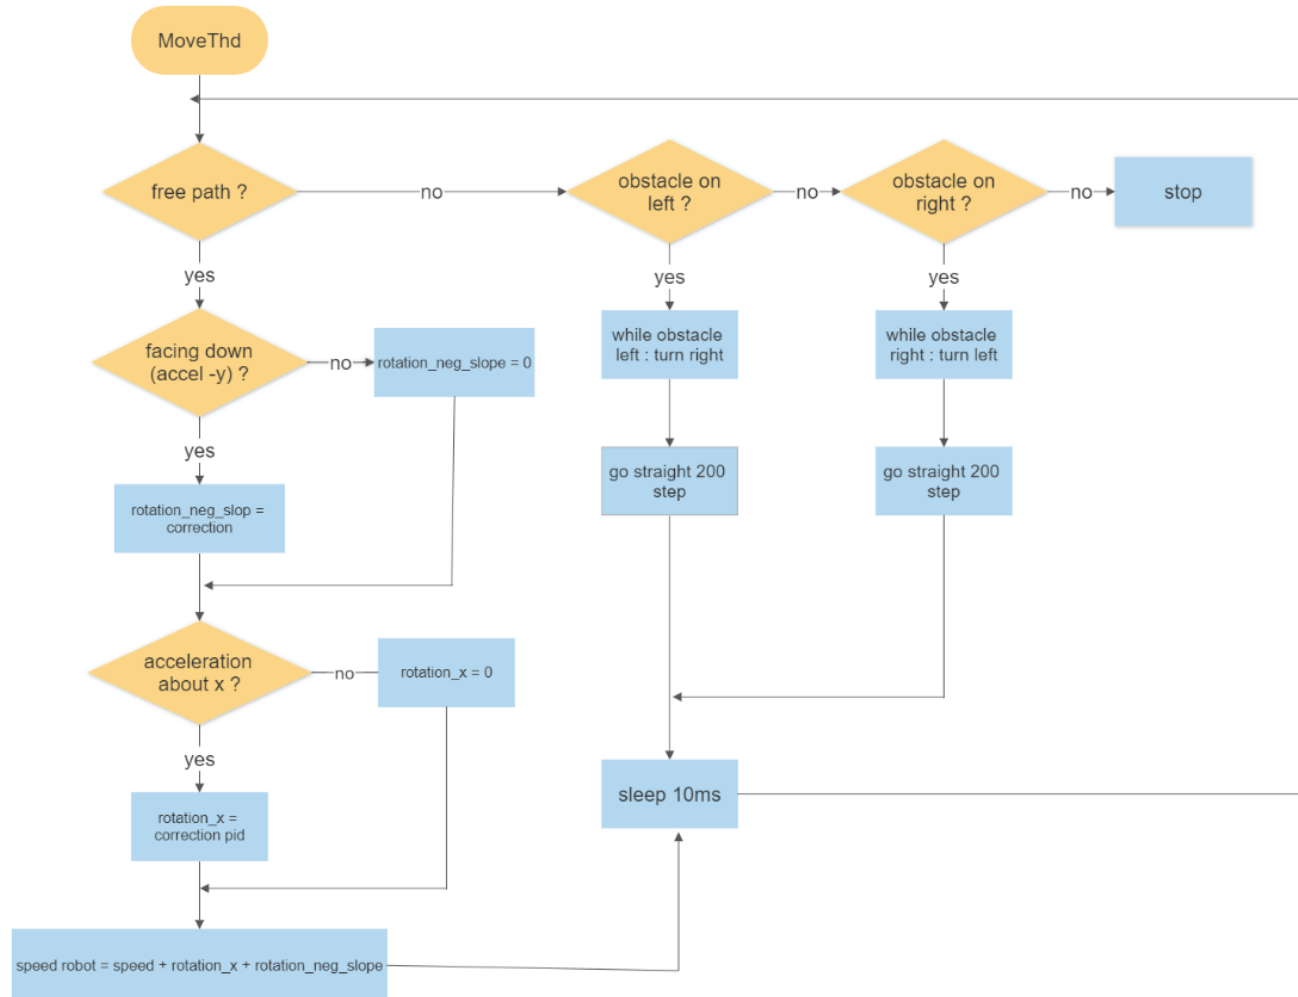 MoveThd
free path ?
no
obstacle on
left ?
no
obstacle on
right ?
no
stop
yes
yes
yes
facing down
(accel -y) ?
no
rotation_neg_slope = 0
while obstacle
left : turn right
while obstacle
right : turn left
yes
go straight 200
step
go straight 200
step
rotation_neg_slop =
correction
acceleration
about x ?
no
rotation_x = 0
yes
sleep 10ms
rotation_x =
correction pid
speed robot = speed + rotation_x + rotation_neg_slope